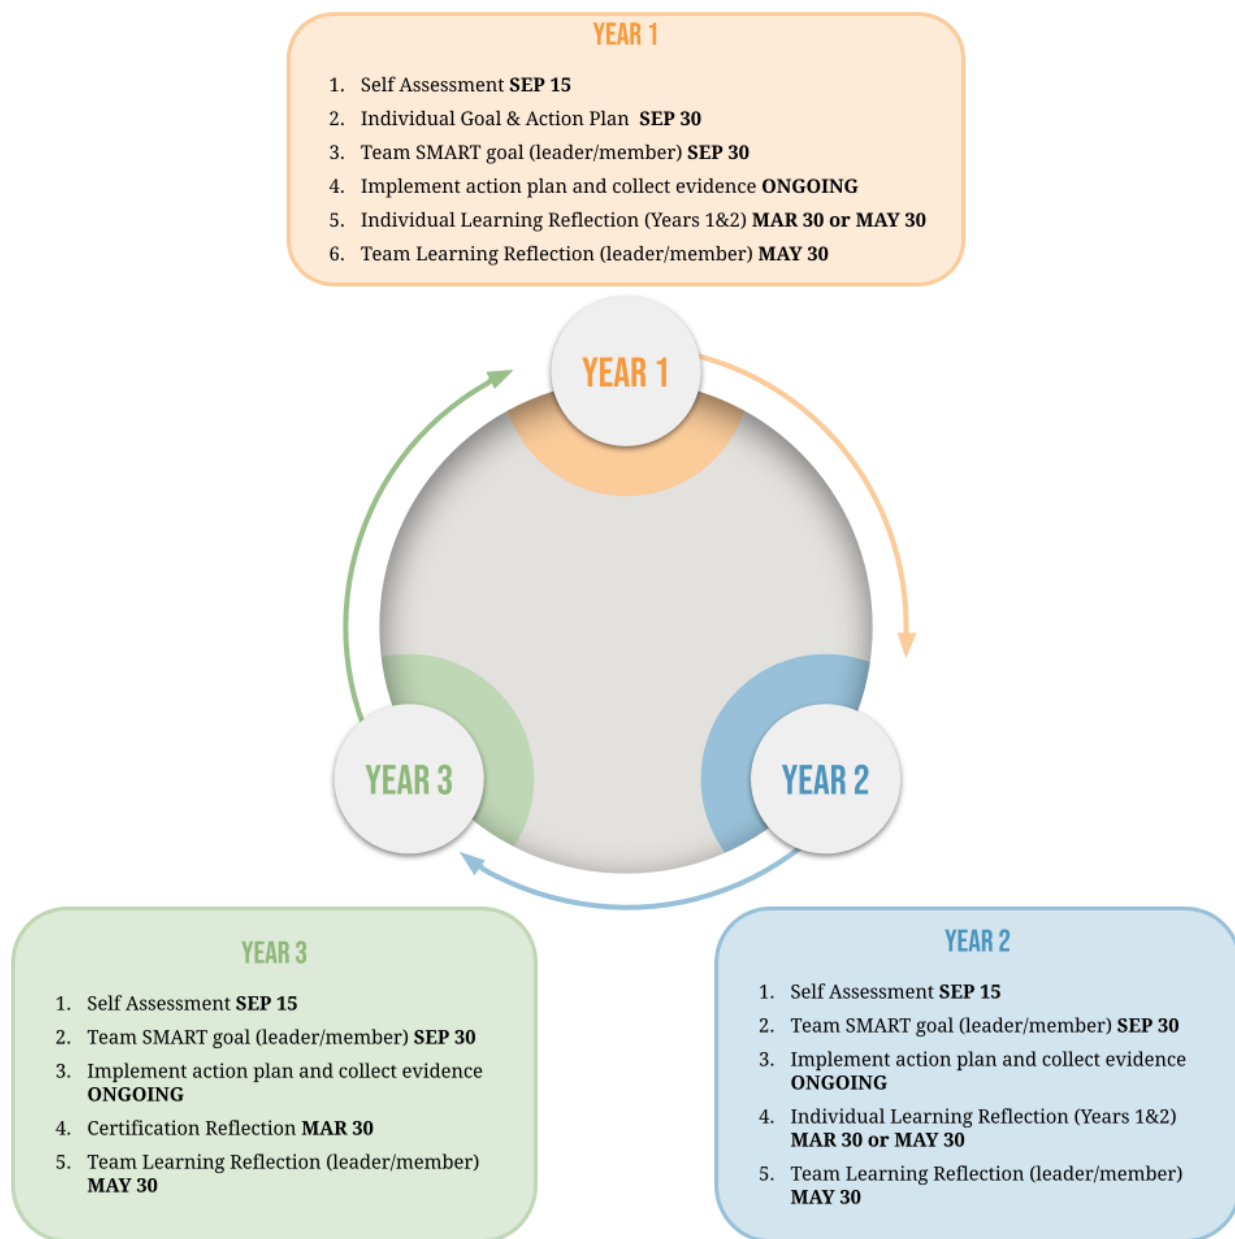 YEAR 1
1. Self Assessment SEP 15
2. Individual Goal & Action Plan SEP 30
3. Team SMART goal (leader/member) SEP 30
4. Implement action plan and collect evidence ONGOING
5. Individual Learning Reflection (Years 1&2) MAR 30 or MAY 30
6. Team Learning Reflection (leader/member) MAY 30
YEAR 1
YEAR 3
YEAR 2
YEAR 3
1. Self Assessment SEP 15
2. Team SMART goal (leader/member) SEP 30
3. Implement action plan and collect evidence
ONGOING
4. Certification Reflection MAR 30
5. Team Learning Reflection (leader/member)
MAY 30
YEAR 2
1. Self Assessment SEP 15
2. Team SMART goal (leader/member) SEP 30
3. Implement action plan and collect evidence
ONGOING
4. Individual Learning Reflection (Years 1&2)
MAR 30 or MAY 30
5. Team Learning Reflection (leader/member)
MAY 30